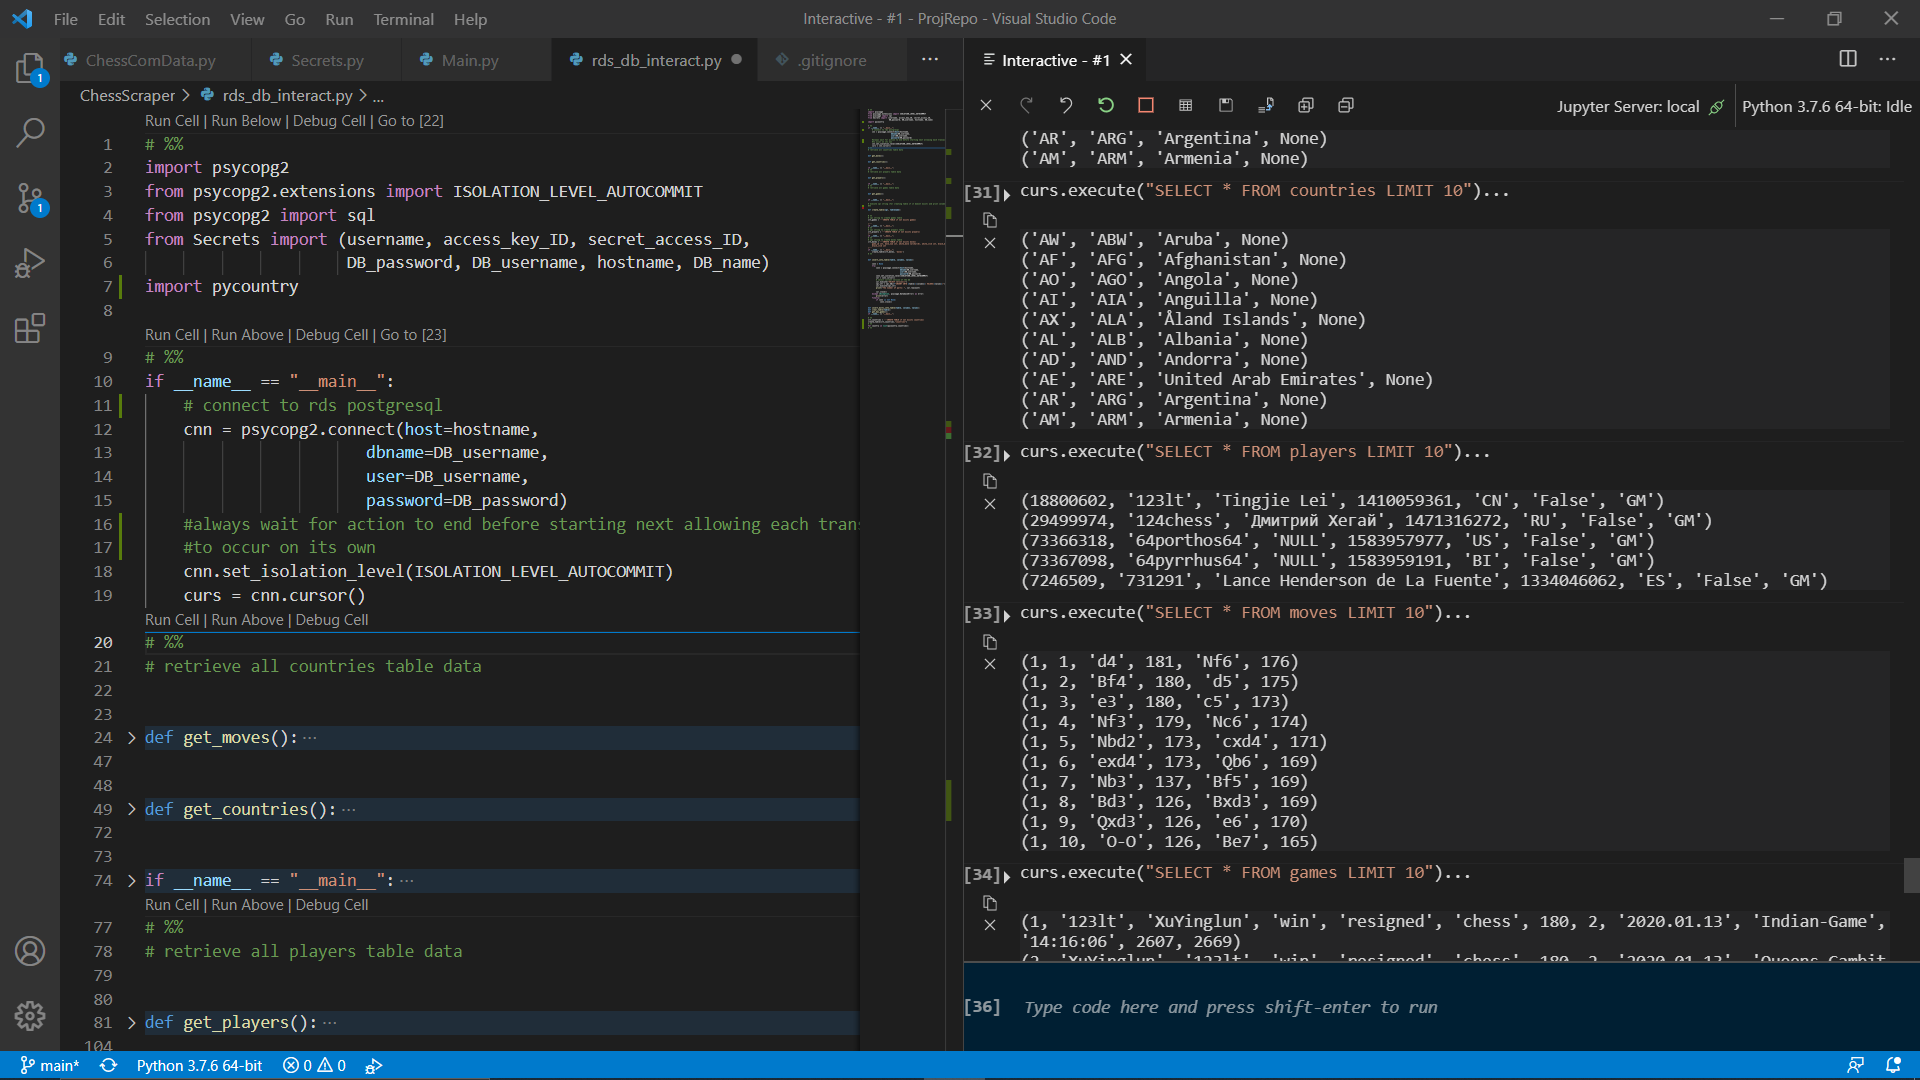 File Edit Selection View Go Run Terminal Help
Interactive - #1 - ProjRepo - Visual Studio Code
ChessComData.py Secrets.py Main.py rds_db_interact.py .gitignore ...
ChessScraper > rds_db_interact.py > ...
Run Cell | Run Below | Debug Cell | Go to [22]
1 # %%
2 import psycopg2
3 from psycopg2.extensions import ISOLATION_LEVEL_AUTOCOMMIT
4 from psycopg2 import sql
5 from Secrets import (username, access_key_ID, secret_access_ID,
6 DB_password, DB_username, hostname, DB_name)
7 import pycountry
8
Run Cell | Run Above | Debug Cell | Go to [23]
9 # %%
10 if __name__ == "__main__":
11 # connect to rds postgresql
12 cnn = psycopg2.connect(host=hostname,
13 dbname=DB_username,
14 user=DB_username,
15 password=DB_password)
16 #always wait for action to end before starting next allowing each tran
17 #to occur on its own
18 cnn.set_isolation_level(ISOLATION_LEVEL_AUTOCOMMIT)
19 curs = cnn.cursor()
Run Cell | Run Above | Debug Cell
20 # %%
21 # retrieve all countries table data
22
23
24 > def get_moves(): ...
47
48
49 > def get_countries(): ...
72
73
74 > if __name__ == "__main__": ...
Run Cell | Run Above | Debug Cell
77 # %%
78 # retrieve all players table data
79
80
81 > def get_players(): ...
104
Interactive - #1
Jupyter Server: local Python 3.7.6 64-bit: Idle
('AR', 'ARG', 'Argentina', None)
('AM', 'ARM', 'Armenia', None)
[31] curs.execute("SELECT * FROM countries LIMIT 10")...
('AW', 'ABW', 'Aruba', None)
('AF', 'AFG', 'Afghanistan', None)
('AO', 'AGO', 'Angola', None)
('AI', 'AIA', 'Anguilla', None)
('AX', 'ALA', 'Åland Islands', None)
('AL', 'ALB', 'Albania', None)
('AD', 'AND', 'Andorra', None)
('AE', 'ARE', 'United Arab Emirates', None)
('AR', 'ARG', 'Argentina', None)
('AM', 'ARM', 'Armenia', None)
[32] curs.execute("SELECT * FROM players LIMIT 10")...
(18800602, '123lt', 'Tingjie Lei', 1410059361, 'CN', 'False', 'GM')
(29499974, '124chess', 'Дмитрий Хегай', 1471316272, 'RU', 'False', 'GM')
(73366318, '64porthos64', 'NULL', 1583957977, 'US', 'False', 'GM')
(73367098, '64pyrrhus64', 'NULL', 1583959191, 'BI', 'False', 'GM')
(7246509, '731291', 'Lance Henderson de La Fuente', 1334046062, 'ES', 'False', 'GM')
[33] curs.execute("SELECT * FROM moves LIMIT 10")...
(1, 1, 'd4', 181, 'Nf6', 176)
(1, 2, 'Bf4', 180, 'd5', 175)
(1, 3, 'e3', 180, 'c5', 173)
(1, 4, 'Nf3', 179, 'Nc6', 174)
(1, 5, 'Nbd2', 173, 'cxd4', 171)
(1, 6, 'exd4', 173, 'Qb6', 169)
(1, 7, 'Nb3', 137, 'Bf5', 169)
(1, 8, 'Bd3', 126, 'Bxd3', 169)
(1, 9, 'Qxd3', 126, 'e6', 170)
(1, 10, 'O-O', 126, 'Be7', 165)
[34] curs.execute("SELECT * FROM games LIMIT 10")...
(1, '123lt', 'XuYinglun', 'win', 'resigned', 'chess', 180, 2, '2020.01.13', 'Indian-Game',
'14:16:06', 2607, 2669)
(2, 'XuYinglun', '123lt', 'win', 'resigned', 'chess', 180, 2, '2020.01.13', 'Queens-Gambit
[36] Type code here and press shift-enter to run
main* Python 3.7.6 64-bit 0 0
1
1